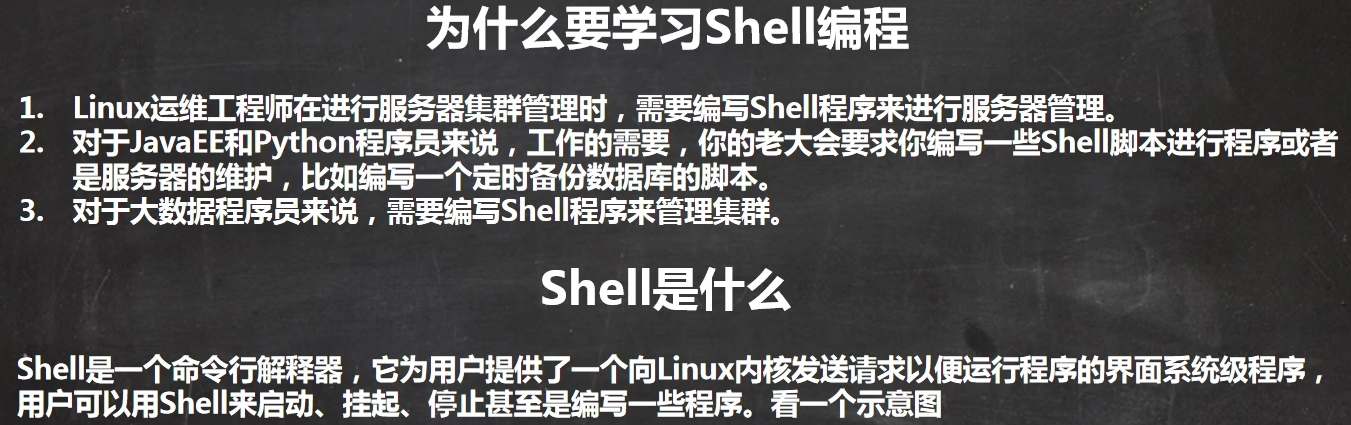 为什么要学习Shell编程
1. Linux运维工程师在进行服务器集群管理时，需要编写Shell程序来进行服务器管理。
2. 对于JavaEE和Python程序员来说，工作的需要，你的老大会要求你编写一些Shell脚本进行程序或者
是服务器的维护，比如编写一个定时备份数据库的脚本。
3. 对于大数据程序员来说，需要编写Shell程序来管理集群。
Shell是什么
Shell是一个命令行解释器，它为用户提供了一个向Linux内核发送请求以便运行程序的界面系统级程序，
用户可以用Shell来启动、挂起、停止甚至是编写一些程序。看一个示意图